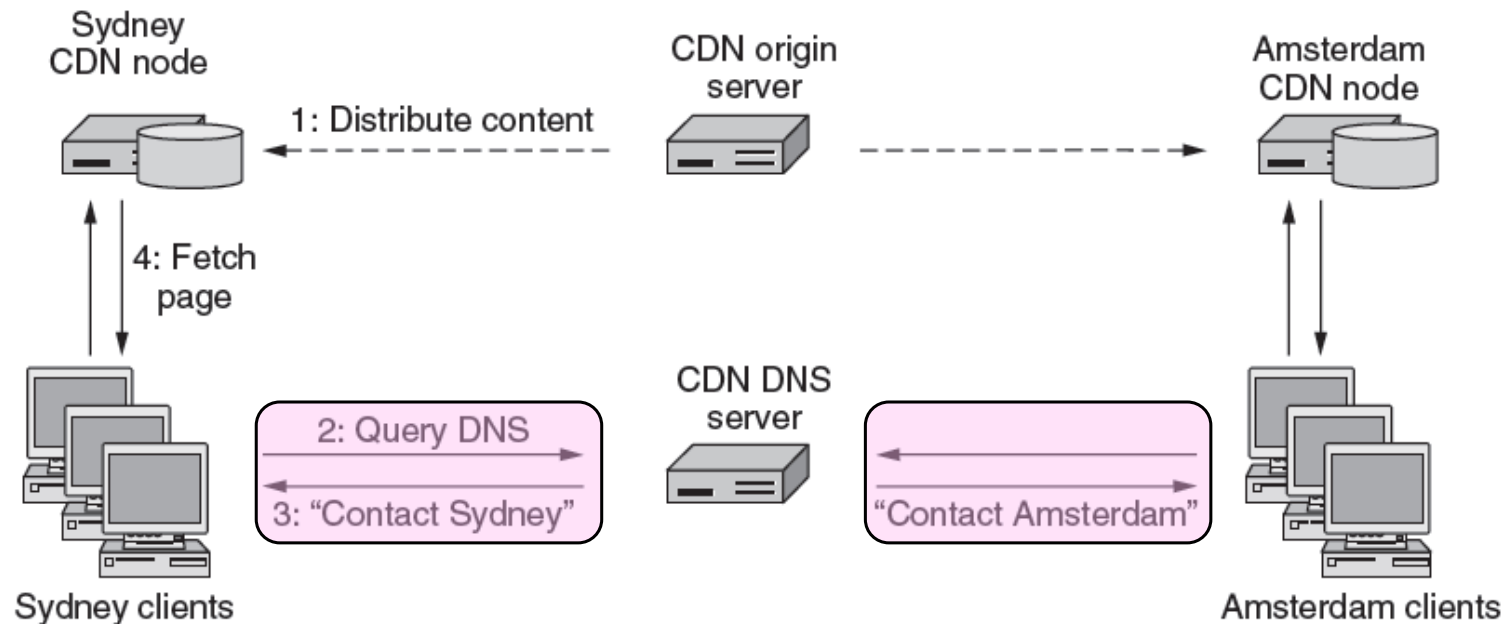 Sydney
CDN node
CDN origin
server
Amsterdam
CDN node
1: Distribute content
4: Fetch
page
CDN DNS
server
2: Query DNS
3: “Contact Sydney”
“Contact Amsterdam”
Sydney clients
Amsterdam clients